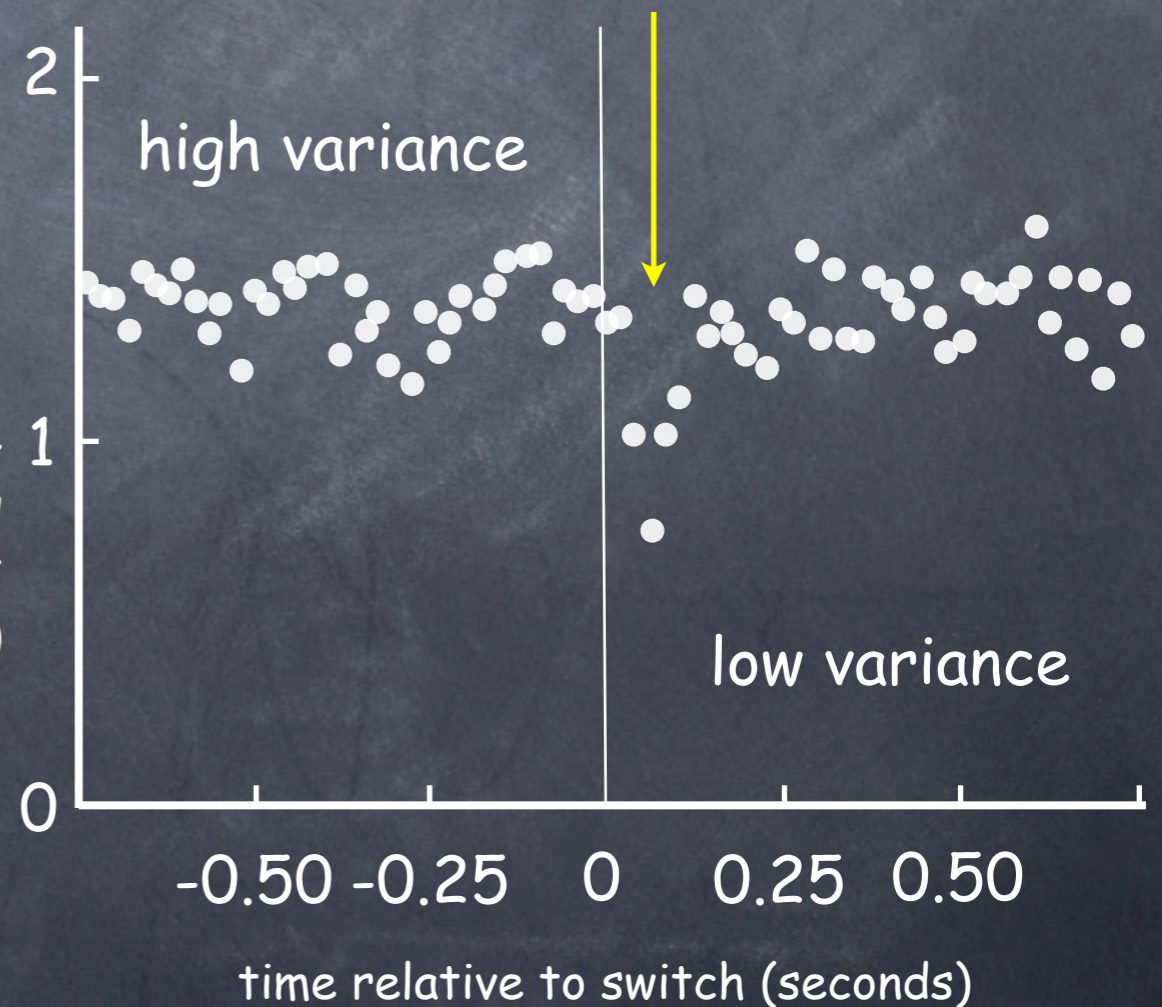 2
high variance
1
low variance
0
-0.50 -0.25 0 0.25 0.50
time relative to switch (seconds)